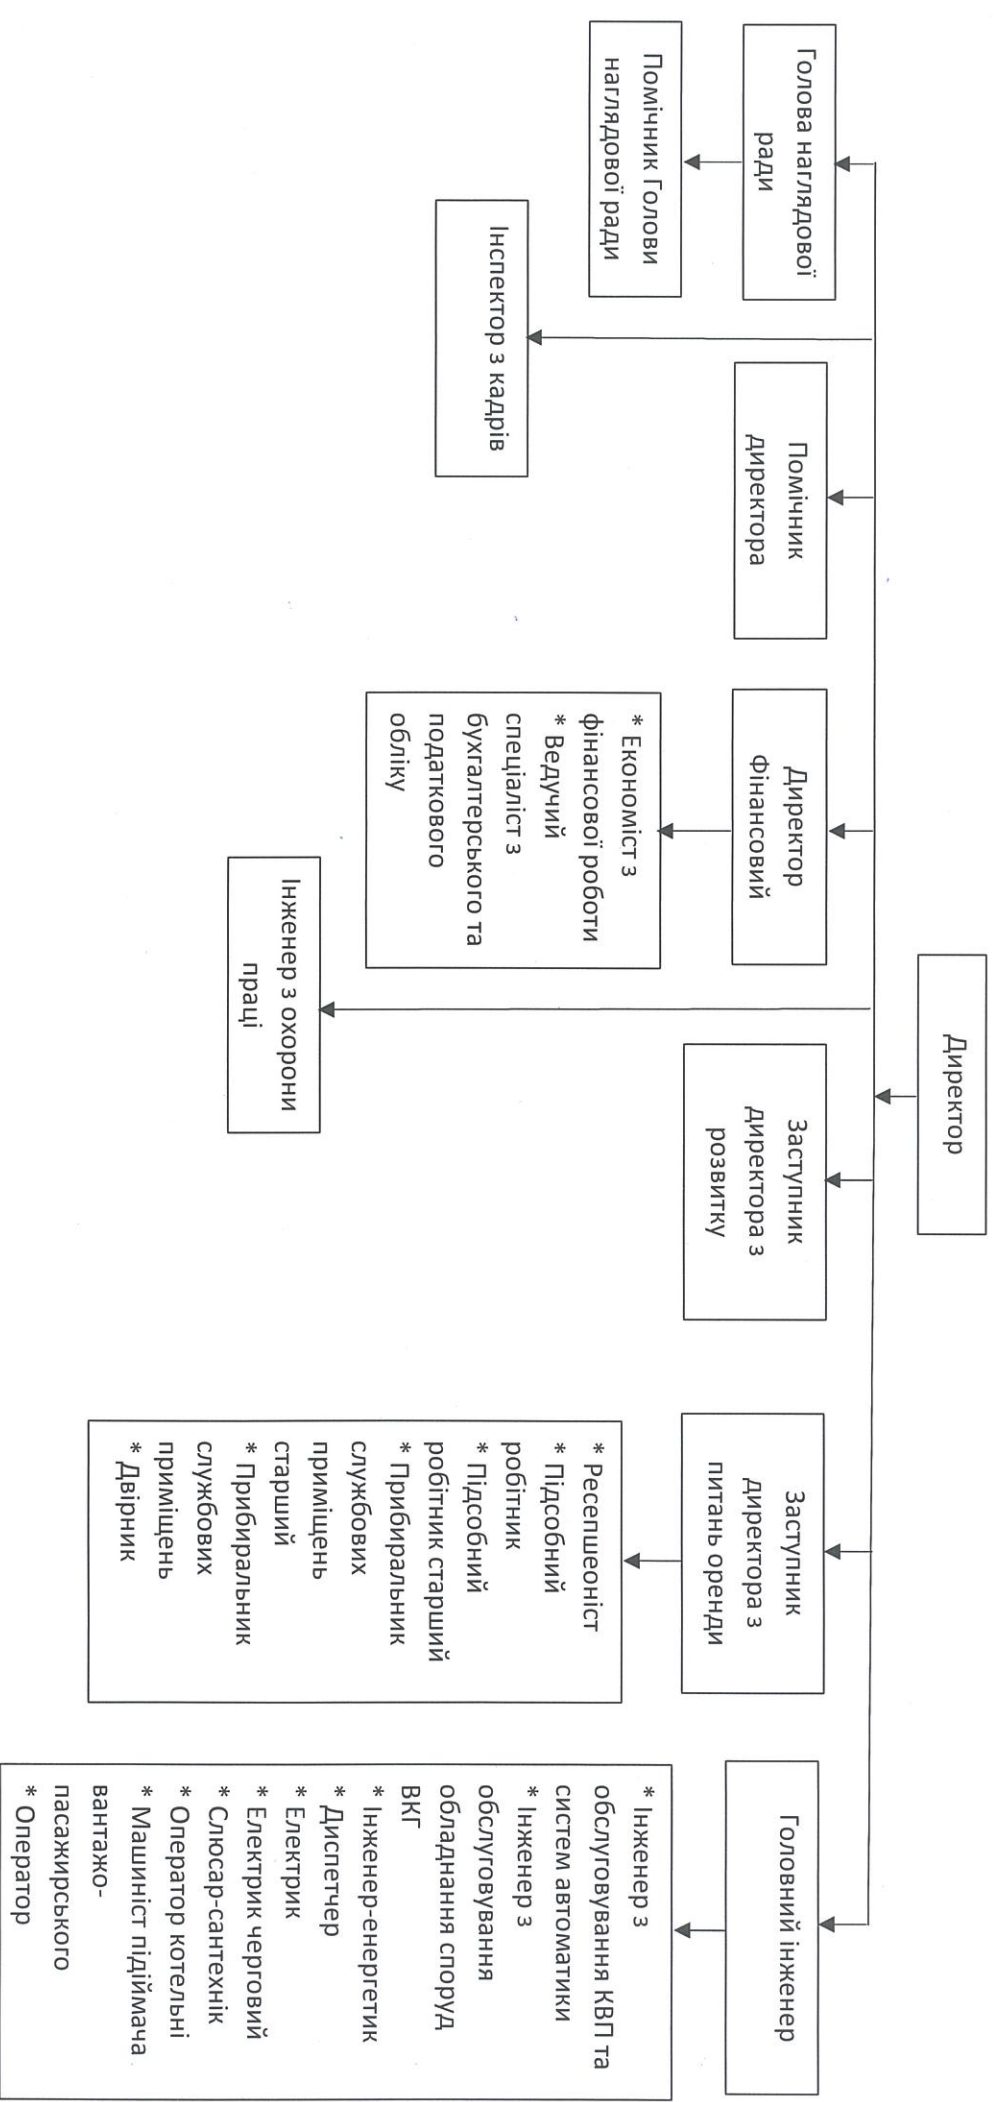 Директор
Голова наглядової
ради
Помічник Голови
наглядової ради
Інспектор з кадрів
Помічник
директора
Директор
фінансовий
* Економіст з
фінансової роботи
* Ведучий
спеціаліст з
бухгалтерського та
податкового
обліку
Інженер з охорони
праці
Заступник
директора з
розвитку
Заступник
директора з
питань оренди
* Ресепшеоніст
* Підсобний
робітник
* Підсобний
робітник старший
* Прибиральник
службових
приміщень
старший
* Прибиральник
службових
приміщень
* Двірник
Головний інженер
* Інженер з
обслуговування КВП та
систем автоматики
* Інженер з
обслуговування
обладнання споруд
ВКГ
* Інженер-енергетик
* Диспетчер
* Електрик
* Електрик черговий
* Слюсар-сантехнік
* Оператор котельні
* Машиніст підіймача
вантажо-
пасажирського
* Оператор